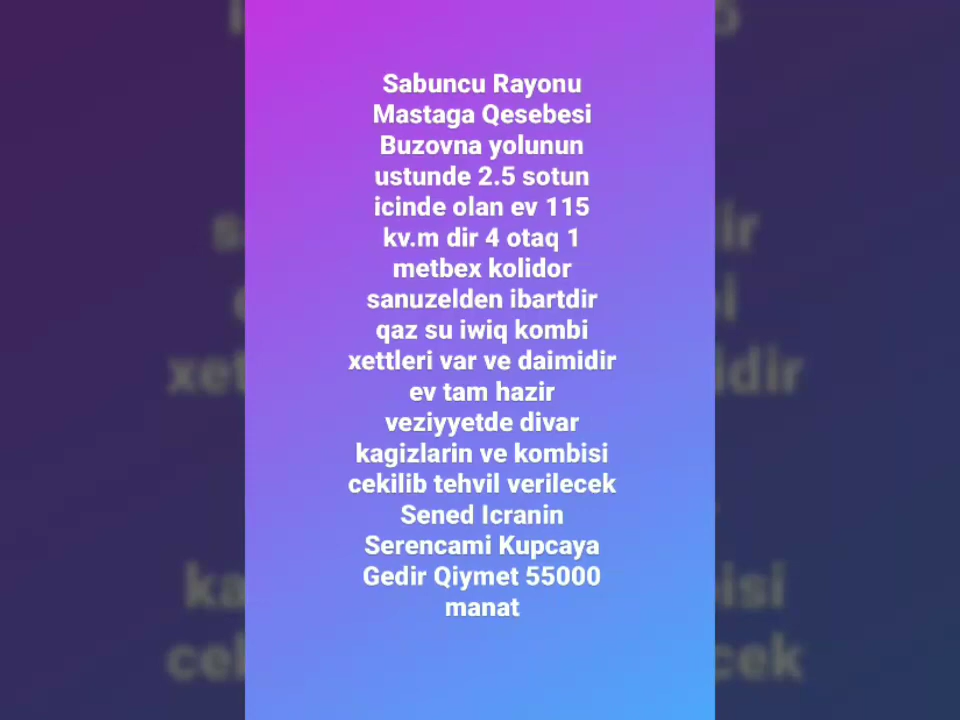 Sabuncu Rayonu
Mastaga Qesebesi
Buzovna yolunun
ustunde 2.5 sotun
icinde olan ev 115
kv.m dir 4 otaq 1
metbex kolidor
sanuzelden ibartdir
qaz su iwiq kombi
xettleri var ve daimidir
ev tam hazir
veziyyetde divar
kagizlarin ve kombisi
cekilib tehvil verilecek
Sened Icranin
Serencami Kupcaya
Gedir Qiymet 55000
manat